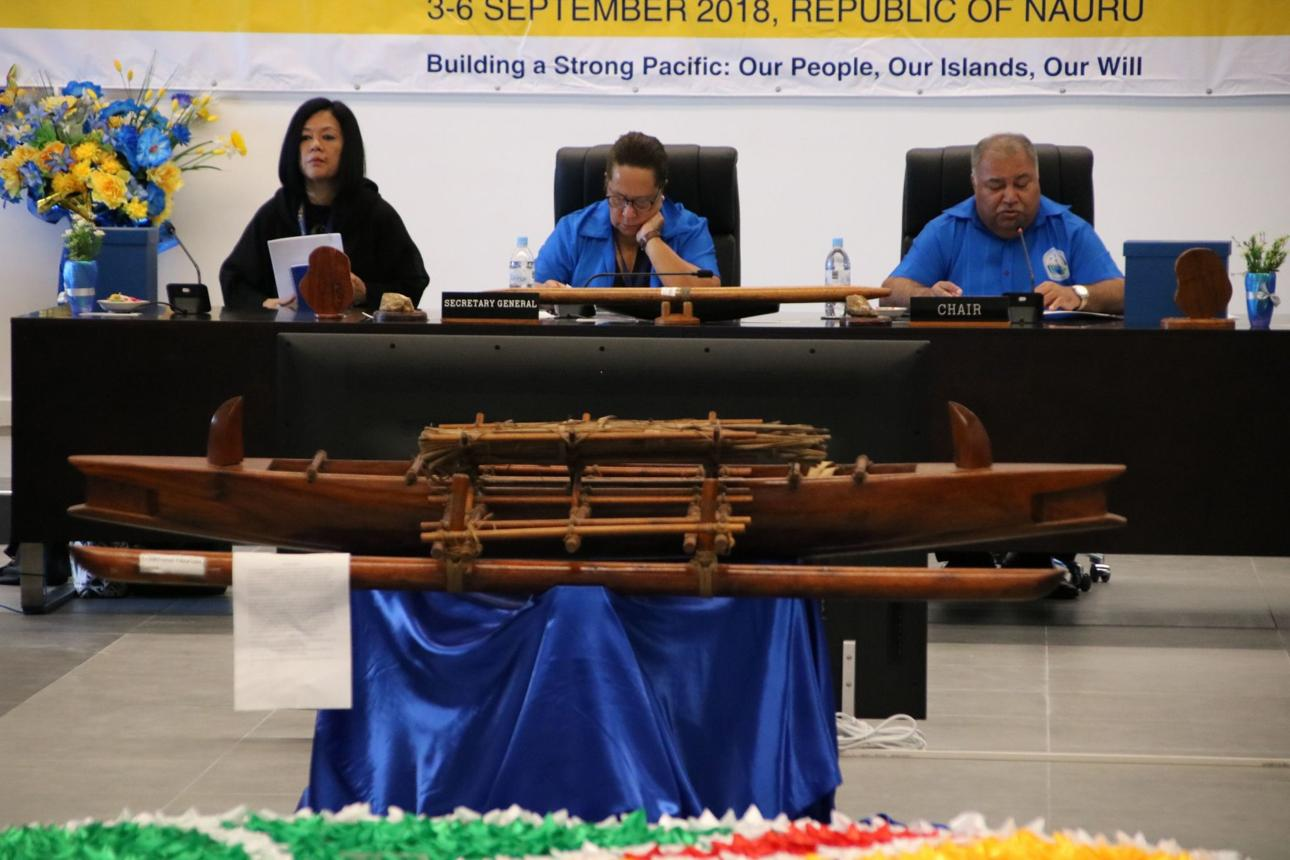 3-6 SEPTEMBER 2018, REPUBLIC OF NAURU
Building a Strong Pacific: Our People, Our Islands, Our Will
SECRETARY GENERAL
CHAIR